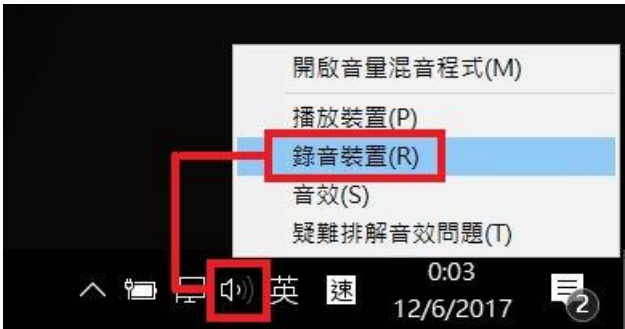 開啟音量混音程式(M)
播放裝置(P)
錄音裝置(R)
音效(S)
疑難排解音效問題(T)
英 速 0:03
12/6/2017
2